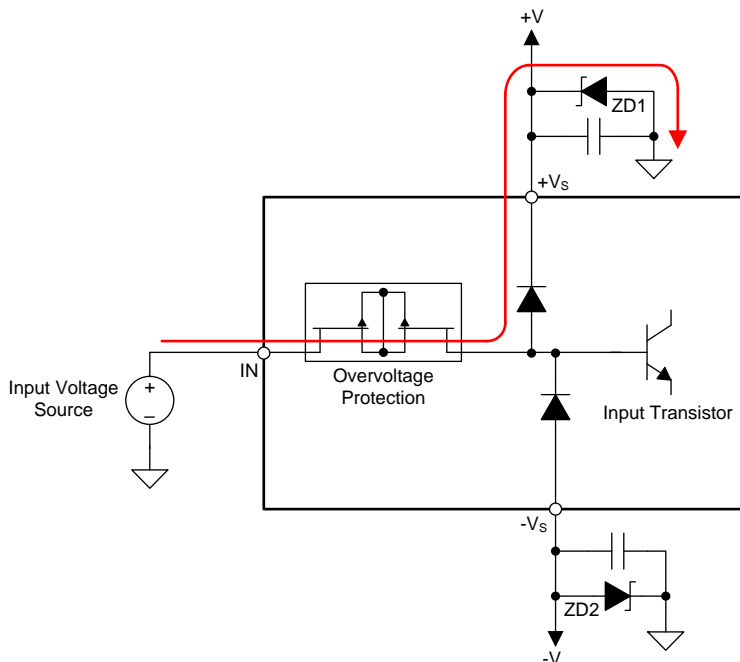 +V
ZD1
+VS
IN
Overvoltage
Protection
Input Voltage
Source
+
–
Input Transistor
-VS
ZD2
-V